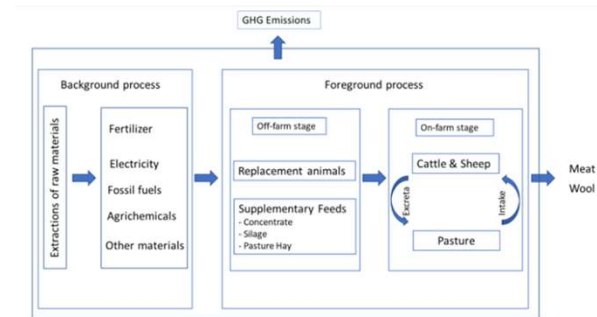 GHG Emissions
Background process
Extractions of raw materials
Fertilizer
Electricity
Fossil fuels
Agrichemicals
Other materials
Foreground process
Off-farm stage
Replacement animals
Supplementary Feeds
- Concentrate
- Silage
- Pasture Hay
On-farm stage
Cattle & Sheep
Excreta
Intake
Pasture
Meat
Wool